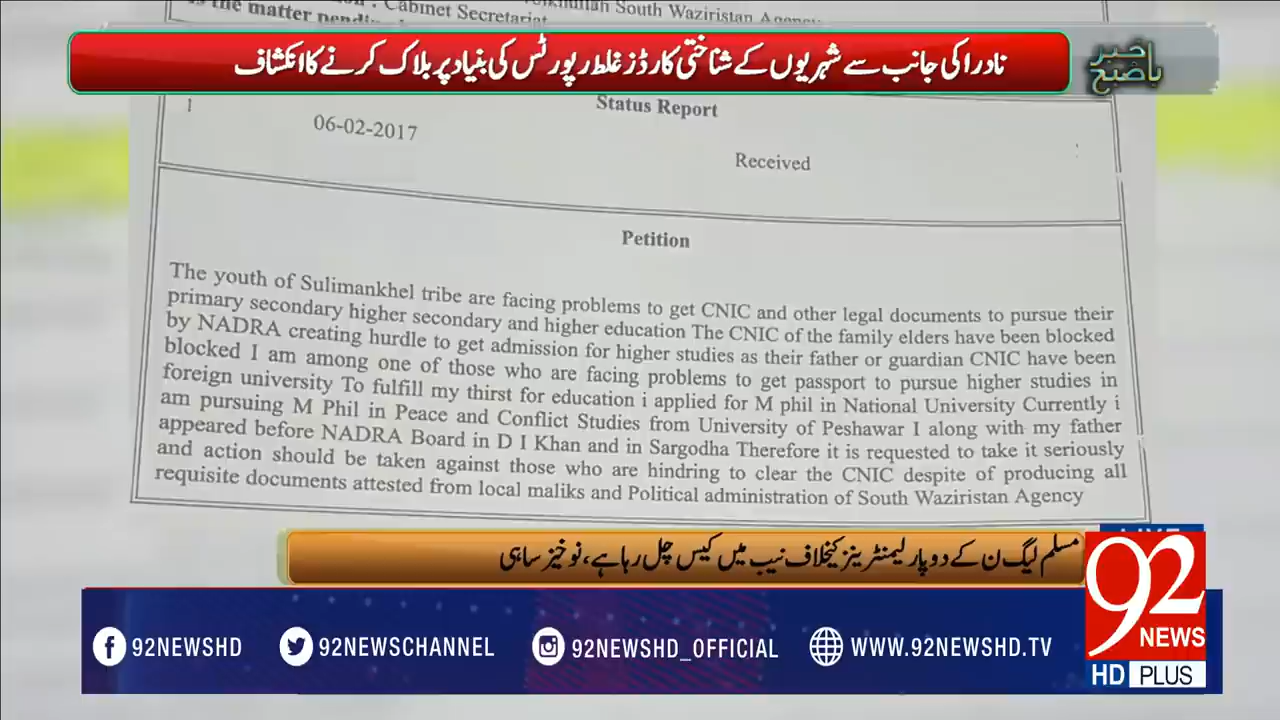 Cabinet Secretariat
South Waziristan Agency
is the matter
نادرا کی جانب سے شہریوں کے شناختی کارڈز غلط رپورٹس کی بنیاد پر بلاک کرنے کا انکشاف
باخبر صبح
Status Report
1
06-02-2017
Received
Petition
The youth of Sulimankhel tribe are facing problems to get CNIC and other legal documents to pursue their
primary secondary higher secondary and higher education The CNIC of the family elders have been blocked
by NADRA creating hurdle to get admission for higher studies as their father or guardian CNIC have been
blocked I am among one of those who are facing problems to get passport to pursue higher studies in
foreign university To fulfill my thirst for education i applied for M phil in National University Currently i
am pursuing M Phil in Peace and Conflict Studies from University of Peshawar I along with my father
appeared before NADRA Board in D I Khan and in Sargodha Therefore it is requested to take it seriously
and action should be taken against those who are hindring to clear the CNIC despite of producing all
requisite documents attested from local maliks and Political administration of South Waziristan Agency
مسلم لیگ ن کے دو پارلیمنٹرینز کیخلاف نیب میں کیس چل رہا ہے، نوخیز ساہی
LIVE
92
NEWS
HD PLUS
92NEWSHD
92NEWSCHANNEL
92NEWSHD_OFFICIAL
WWW.92NEWSHD.TV